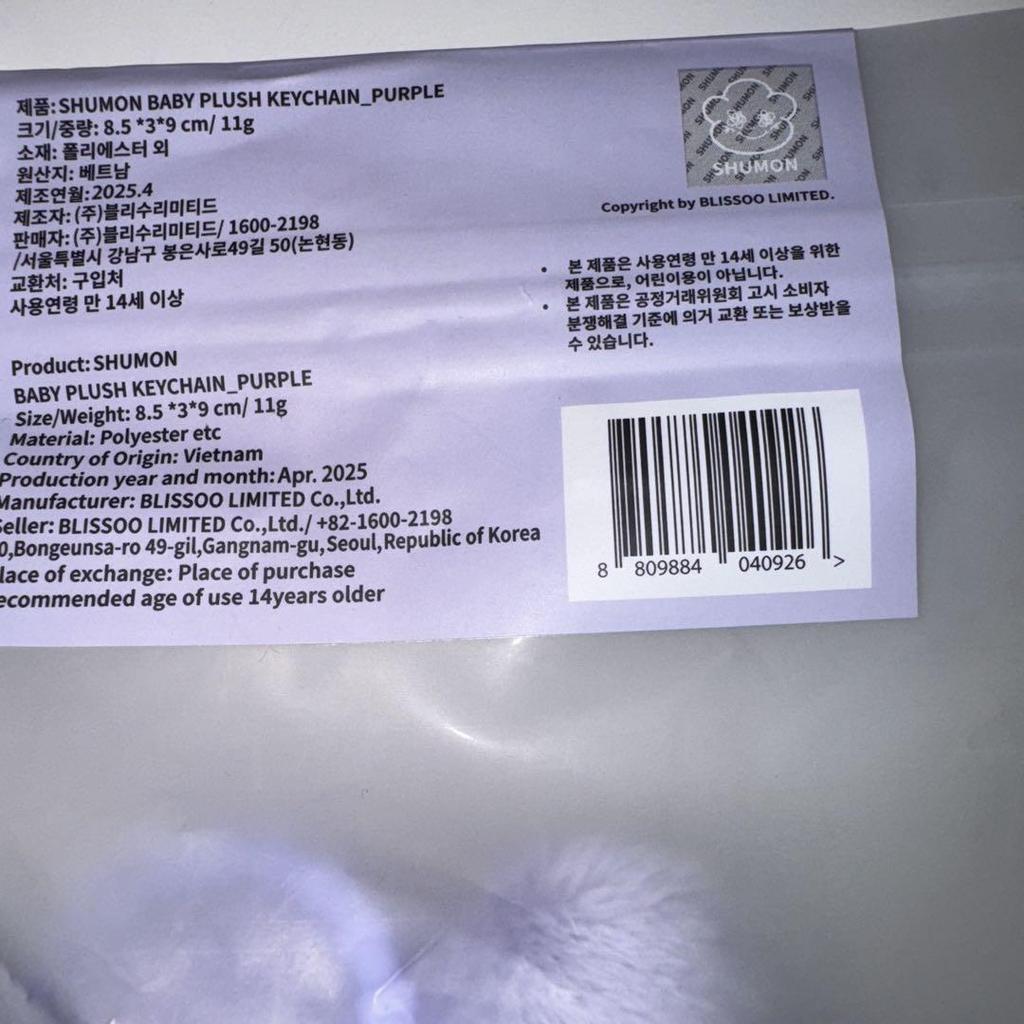 제품:SHUMON BABY PLUSH KEYCHAIN_PURPLE
크기/중량: 8.5 *3*9 cm/ 11g
소재: 폴리에스터 외
원산지: 베트남
제조연월:2025.4
제조자: (주)블리수리미티드
판매자: (주)블리수리미티드/ 1600-2198
/서울특별시 강남구 봉은사로49길 50(논현동)
교환처: 구입처
사용연령 만 14세 이상
Product: SHUMON
BABY PLUSH KEYCHAIN_PURPLE
Size/Weight: 8.5 *3*9 cm/ 11g
Material: Polyester etc
Country of Origin: Vietnam
Production year and month: Apr. 2025
Manufacturer: BLISSOO LIMITED Co.,Ltd.
Seller: BLISSOO LIMITED Co.,Ltd./ +82-1600-2198
0,Bongeunsa-ro 49-gil,Gangnam-gu,Seoul,Republic of Korea
lace of exchange: Place of purchase
ecommended age of use 14years older
SHUMON
Copyright by BLISSOO LIMITED.
• 본 제품은 사용연령 만 14세 이상을 위한
제품으로, 어린이용이 아닙니다.
• 본 제품은 공정거래위원회 고시 소비자
분쟁해결 기준에 의거 교환 또는 보상받을
수 있습니다.
8 809884 040926 >